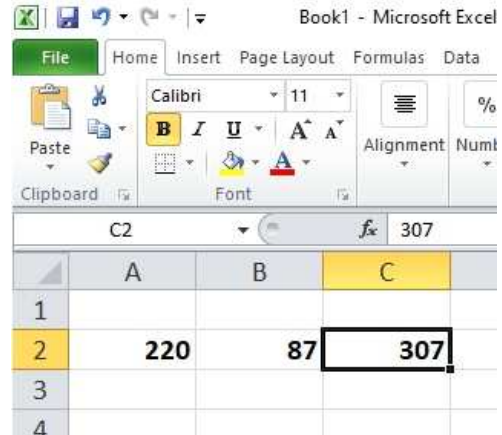 Book1 - Microsoft Excel
File Home Insert Page Layout Formulas Data
Calibri 11
%
B I U A A A
Paste
Alignment
Clipboard Font
C2 fx 307
A B C
1
2 220 87 307
3
4